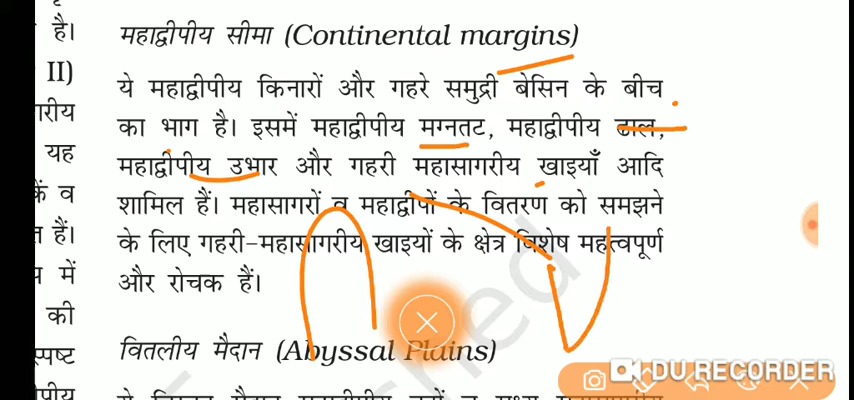 है।
महाद्वीपीय सीमा (Continental margins)
II)
ये महाद्वीपीय किनारों और गहरे समुद्री बेसिन के बीच
का भाग है। इसमें महाद्वीपीय मग्नतट, महाद्वीपीय ढाल,
यह
महाद्वीपीय उभार और गहरी महासागरीय खाइयाँ आदि
व
शामिल हैं। महासागरों व महाद्वीपों के वितरण को समझने
हैं।
के लिए गहरी-महासागरीय खाइयों के क्षेत्र विशेष महत्वपूर्ण
में
और रोचक हैं।
की
वितलीय मैदान (Abyssal Plains)
DU RECORDER